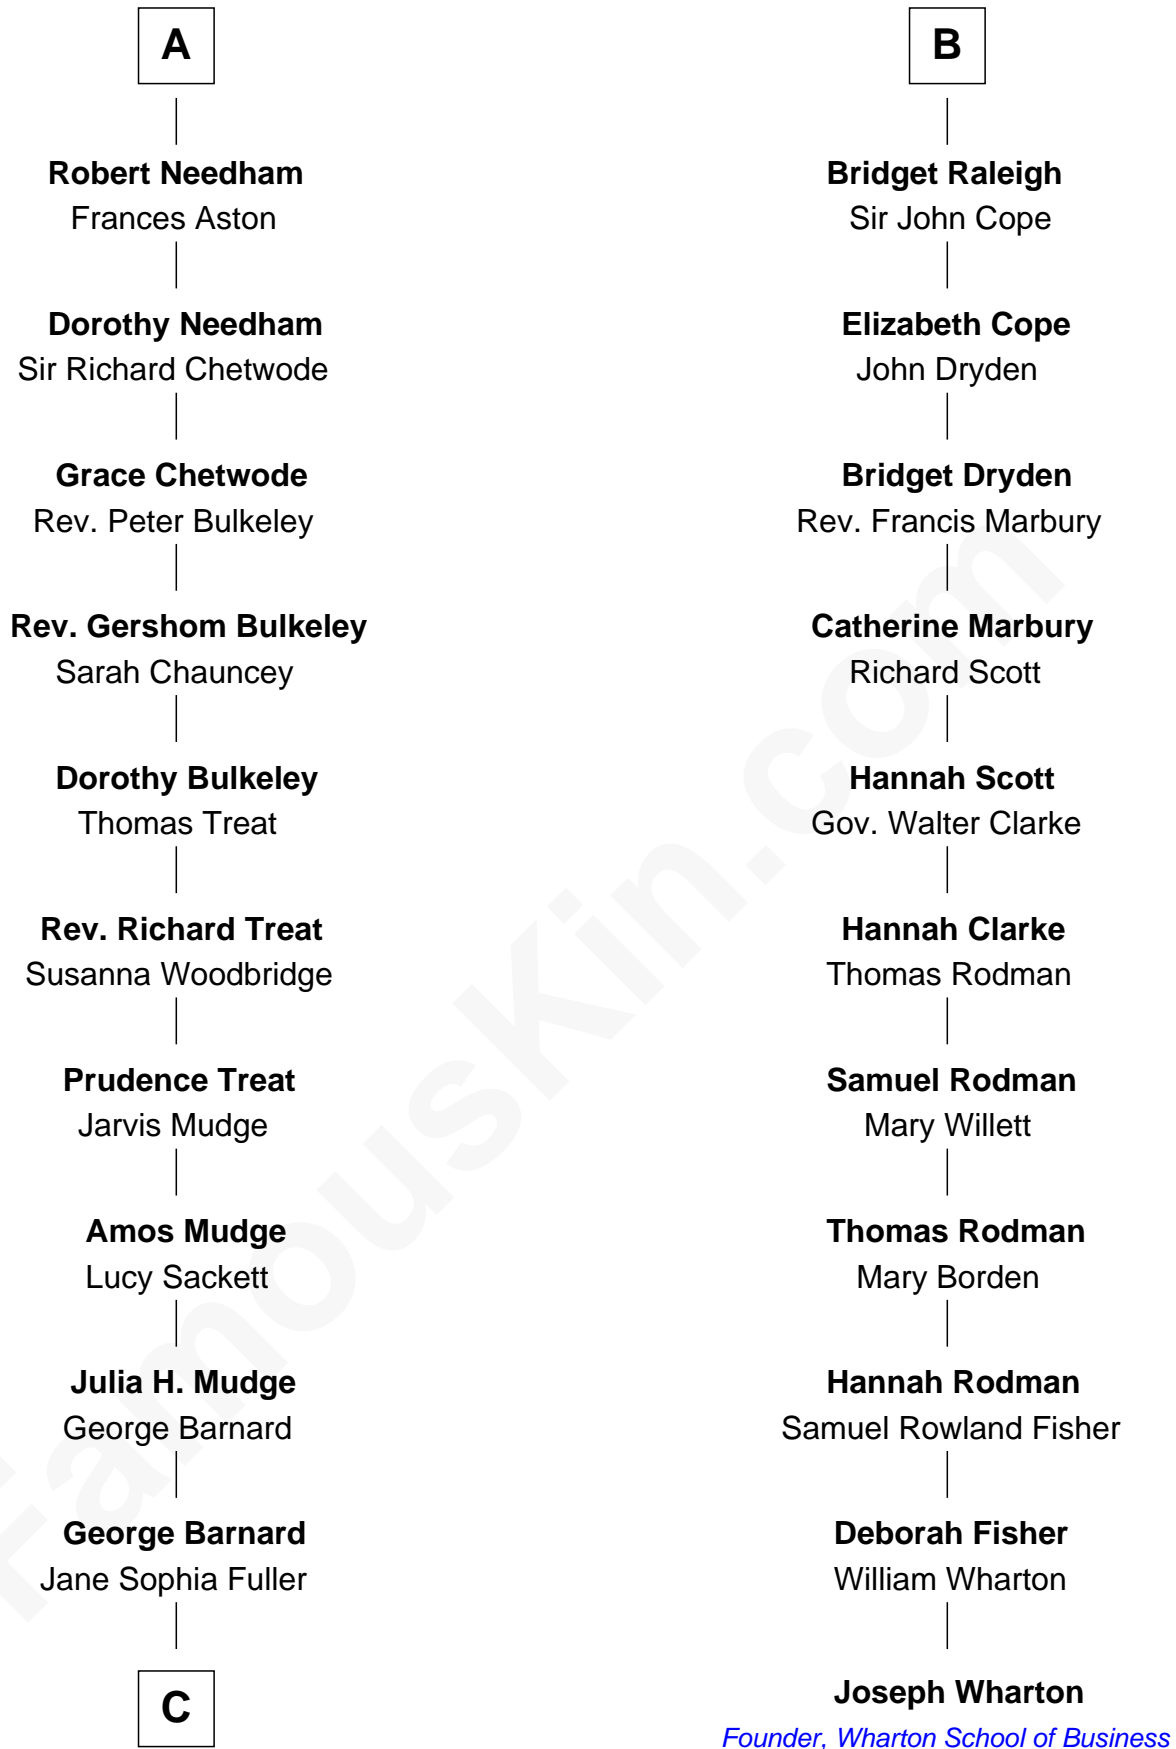 A
Robert Needham
Frances Aston
Dorothy Needham
Sir Richard Chetwode
Grace Chetwode
Rev. Peter Bulkeley
Rev. Gershom Bulkeley
Sarah Chauncey
Dorothy Bulkeley
Thomas Treat
Rev. Richard Treat
Susanna Woodbridge
Prudence Treat
Jarvis Mudge
Amos Mudge
Lucy Sackett
Julia H. Mudge
George Barnard
George Barnard
Jane Sophia Fuller
C
B
Bridget Raleigh
Sir John Cope
Elizabeth Cope
John Dryden
Bridget Dryden
Rev. Francis Marbury
Catherine Marbury
Richard Scott
Hannah Scott
Gov. Walter Clarke
Hannah Clarke
Thomas Rodman
Samuel Rodman
Mary Willett
Thomas Rodman
Mary Borden
Hannah Rodman
Samuel Rowland Fisher
Deborah Fisher
William Wharton
Joseph Wharton
Founder, Wharton School of Business
FamousKin.com